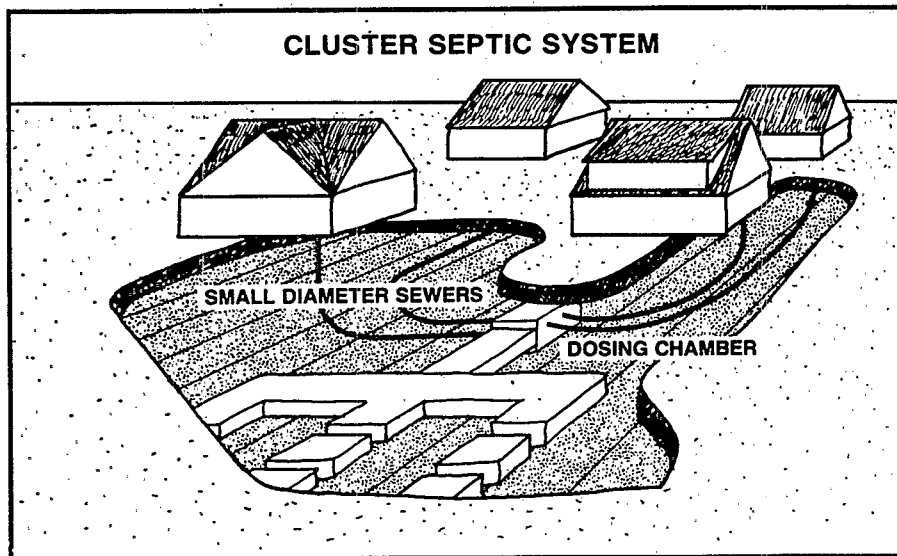 CLUSTER SEPTIC SYSTEM
SMALL DIAMETER SEWERS
DOSING CHAMBER